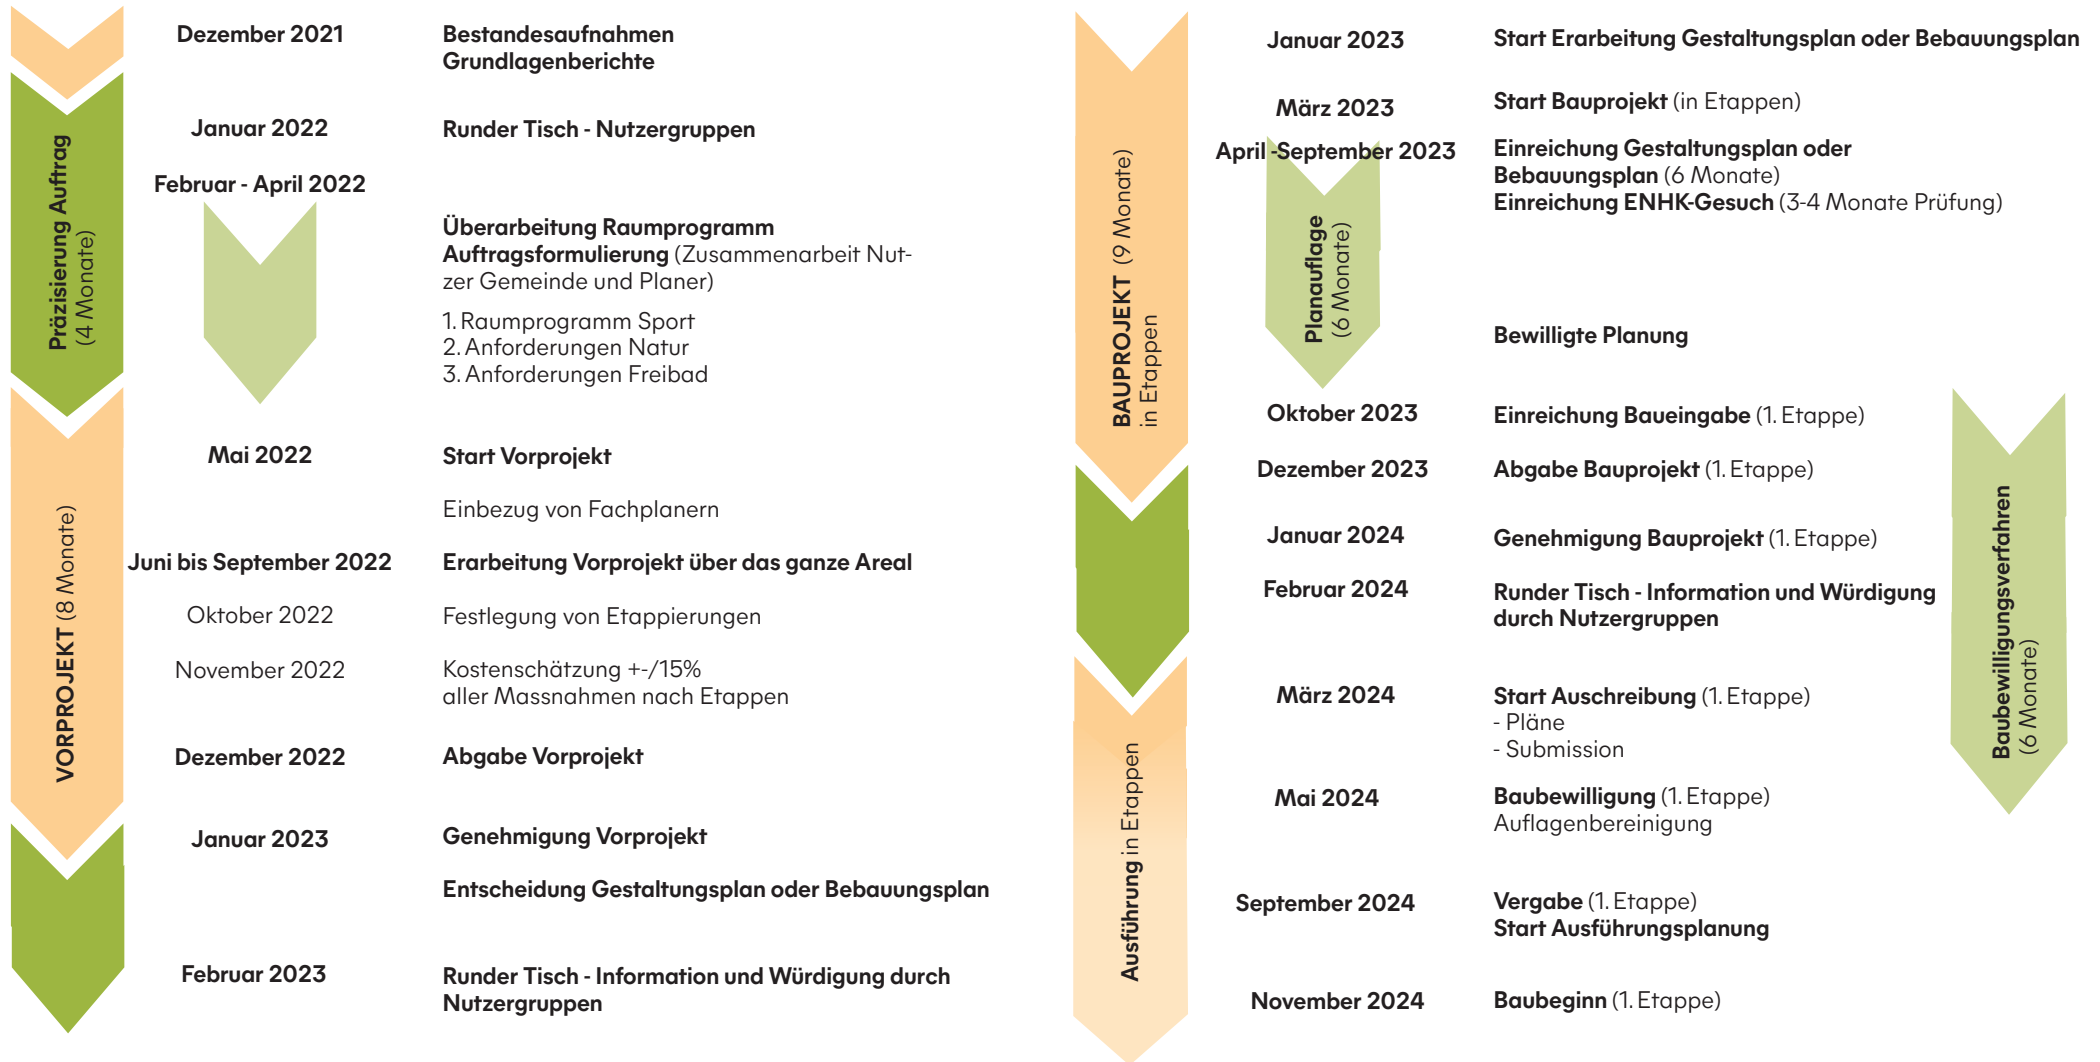 Dezember 2021
Bestandesaufnahmen
Grundlagenberichte
Präzisierung Auftrag
(4 Monate)
Januar 2022
Runder Tisch - Nutzergruppen
Februar - April 2022
Überarbeitung Raumprogramm
Auftragsformulierung (Zusammenarbeit Nut-
zer Gemeinde und Planer)
1. Raumprogramm Sport
2. Anforderungen Natur
3. Anforderungen Freibad
VORPROJEKT (8 Monate)
Mai 2022
Start Vorprojekt
Einbezug von Fachplanern
Juni bis September 2022
Erarbeitung Vorprojekt über das ganze Areal
Oktober 2022
Festlegung von Etappierungen
November 2022
Kostenschätzung +-/15%
aller Massnahmen nach Etappen
Dezember 2022
Abgabe Vorprojekt
Januar 2023
Genehmigung Vorprojekt
Entscheidung Gestaltungsplan oder Bebauungsplan
Februar 2023
Runder Tisch - Information und Würdigung durch
Nutzergruppen
BAUPROJEKT (9 Monate)
in Etappen
Januar 2023
Start Erarbeitung Gestaltungsplan oder Bebauungsplan
März 2023
Start Bauprojekt (in Etappen)
April -September 2023
Einreichung Gestaltungsplan oder
Bebauungsplan (6 Monate)
Einreichung ENHK-Gesuch (3-4 Monate Prüfung)
Planauflage
(6 Monate)
Bewilligte Planung
Oktober 2023
Einreichung Baueingabe (1. Etappe)
Dezember 2023
Abgabe Bauprojekt (1. Etappe)
Januar 2024
Genehmigung Bauprojekt (1. Etappe)
Februar 2024
Runder Tisch - Information und Würdigung
durch Nutzergruppen
Baubewilligungsverfahren
(6 Monate)
Ausführung in Etappen
März 2024
Start Auschreibung (1. Etappe)
- Pläne
- Submission
Mai 2024
Baubewilligung (1. Etappe)
Auflagenbereinigung
September 2024
Vergabe (1. Etappe)
Start Ausführungsplanung
November 2024
Baubeginn (1. Etappe)